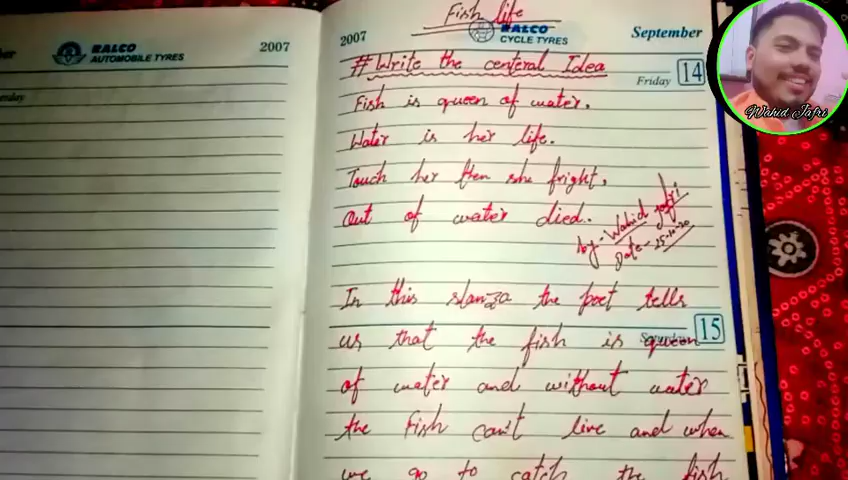 RALCO
AUTOMOBILE TYRES
2007
Fish life
2007
RALCO
CYCLE TYRES
September
Friday 14
#Write the centeral Idea
Fish is queen of water.
Water is her life.
Touch her then she fright,
Out of water died.
by- Wahid Jafri
Date- 25-10-20
In this stanza the poet tells
Saturday 15
us that the fish is queen
of water and without water
the fish can't live and when
we go to catch the fish
Wahid Jafri